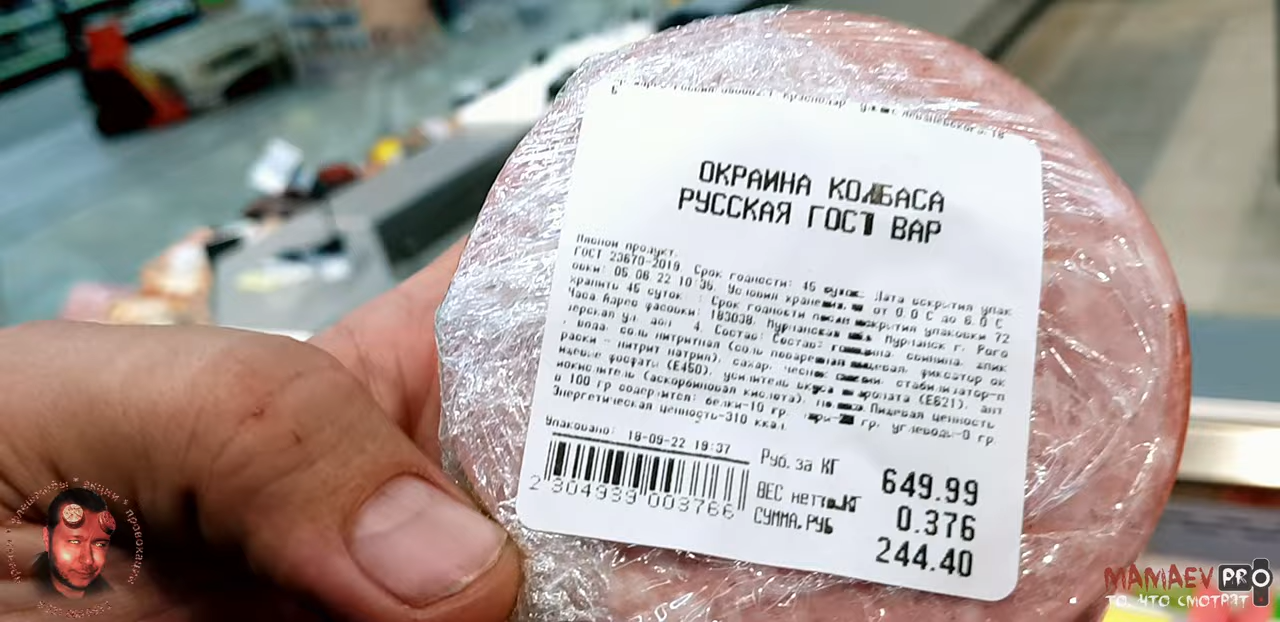 ОКРАИНА КОЛБАСА
РУССКАЯ ГОСТ ВАР
Мясной продукт.
ГОСТ 23670-2019. Срок годности: 45 суток. Дата вскрытия упак
овки: 05.06.22 10:35. Условия хранения: от 0.0 С до 6.0 С
хранить 45 суток : Срок годности после вскрытия упаковки 72
часа. Адрес фасовки: 183038, Мурманская Мурманск г. Рого
зерская ул. 4. Состав: Состав: свинина, шпик
, вода, соль нитритная (соль поваренная пищевая, фиксатор ок
раски - нитрит натрия), сахар, чеснок стабилизатор-п
ищевые фосфаты (Е450), усилитель вкуса и аромата (Е621), ант
иокислитель (аскорбиновая кислота). Пищевая ценность
в 100 гр содержится: белки-10 гр. гр, углеводы-0 гр.
Энергетическая ценность-310 ккал.
Упаковано: 18-09-22 19:37
2 304939 003766
Руб. за КГ 649.99
ВЕС нетто,КГ 0.376
СУММА, РУБ 244.40
MAMAEV PRO
ТО, ЧТО СМОТРЯТ